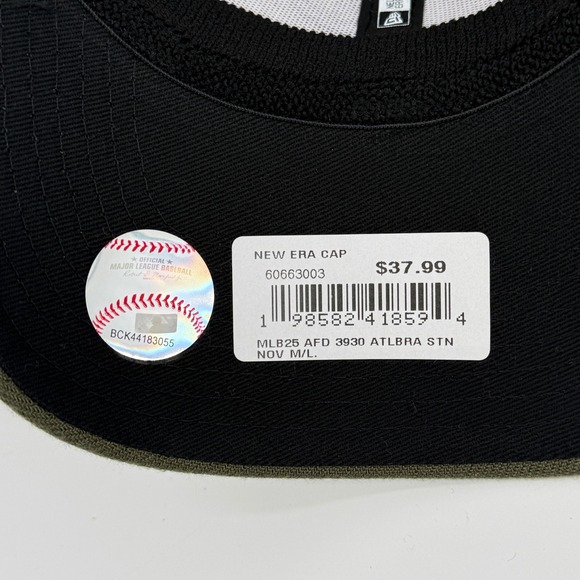 OFFICIAL
MAJOR LEAGUE BASEBALL
BCK44183055
NEW ERA CAP
60663003 $37.99
1 98582 41859 4
MLB25 AFD 3930 ATLBRA STN
NOV M/L.